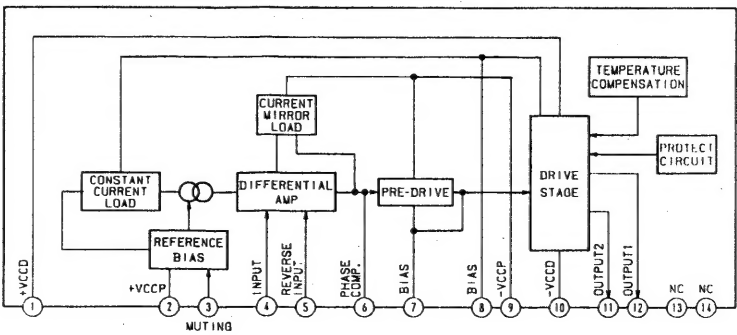 TEMPERATURE
COMPENSATION
CURRENT
MIRROR
LOAD
PROTECT
CIRCUIT
CONSTANT
CURRENT
LOAD
DIFFERENTIAL
AMP
PRE-DRIVE
DRIVE
STAGE
REFERENCE
BIAS
+VCCD
+VCCP
INPUT
REVERSE
INPUT
PHASE
COMP.
BIAS
BIAS
-VCCP
-VCCD
OUTPUT2
OUTPUT1
NC
NC
1
2
3
4
5
6
7
8
9
10
11
12
13
14
MUTING